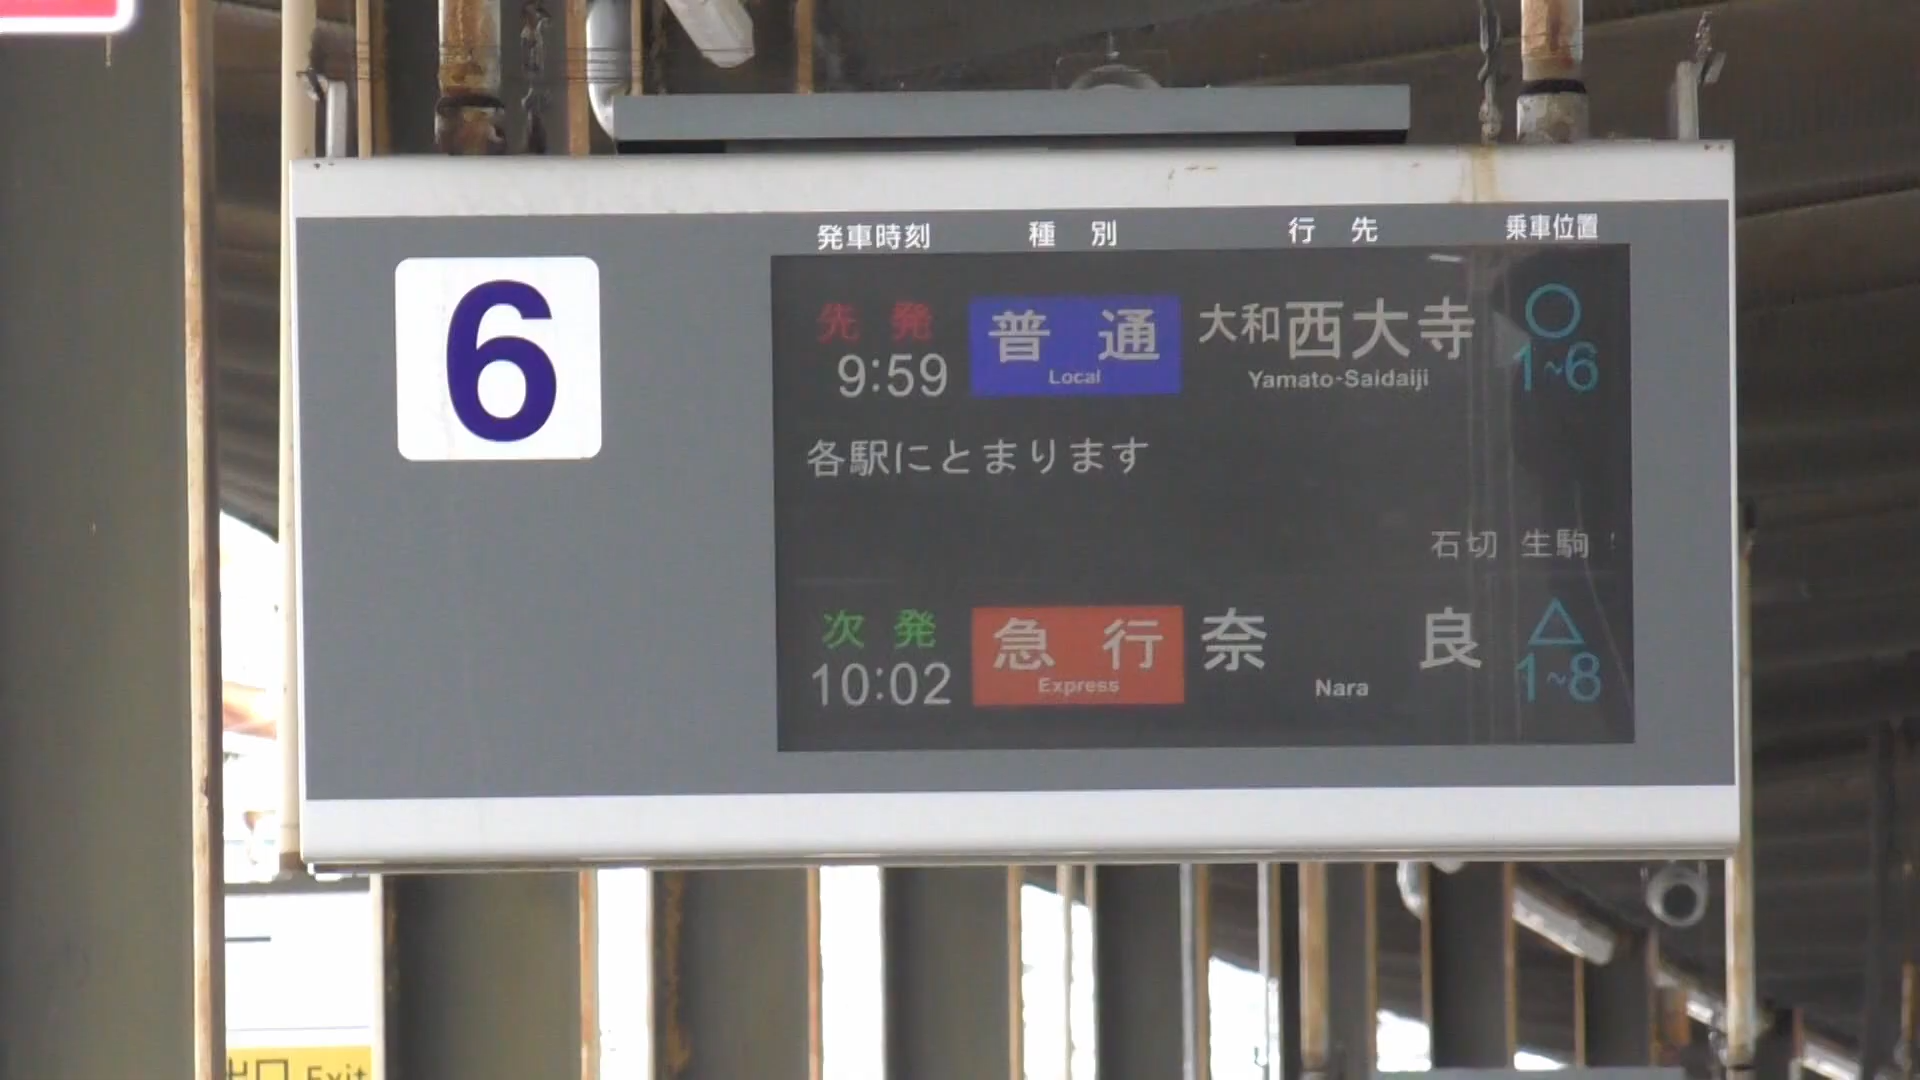 発車時刻 種別 行先 乗車位置
6
先発 普通 大和西大寺 ○
9:59 Local Yamato-Saidaiji 1~6
各駅にとまります
石切 生駒
次発 急行 奈良 △
10:02 Express Nara 1~8
出口 Exit